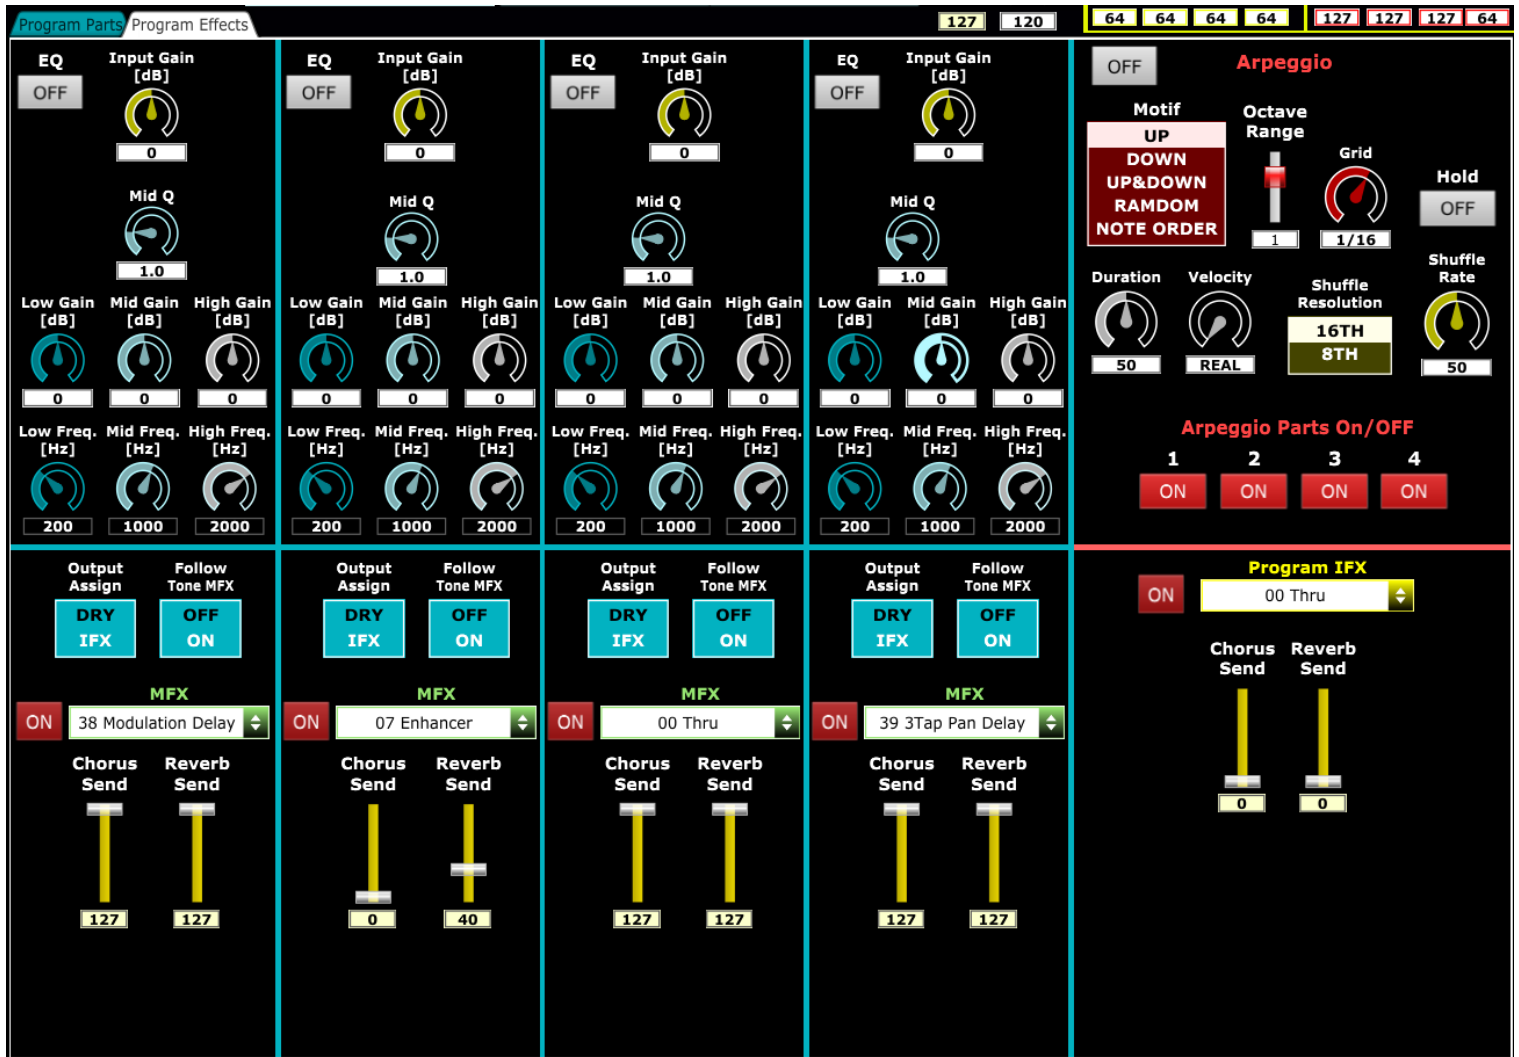 Program Parts Program Effects 127 120 64 64 64 64 127 127 127 64
EQ Input Gain [dB]
OFF
0
Mid Q
1.0
Low Gain [dB] Mid Gain [dB] High Gain [dB]
0 0 0
Low Freq. [Hz] Mid Freq. [Hz] High Freq. [Hz]
200 1000 2000
EQ Input Gain [dB]
OFF
0
Mid Q
1.0
Low Gain [dB] Mid Gain [dB] High Gain [dB]
0 0 0
Low Freq. [Hz] Mid Freq. [Hz] High Freq. [Hz]
200 1000 2000
EQ Input Gain [dB]
OFF
0
Mid Q
1.0
Low Gain [dB] Mid Gain [dB] High Gain [dB]
0 0 0
Low Freq. [Hz] Mid Freq. [Hz] High Freq. [Hz]
200 1000 2000
EQ Input Gain [dB]
OFF
0
Mid Q
1.0
Low Gain [dB] Mid Gain [dB] High Gain [dB]
0 0 0
Low Freq. [Hz] Mid Freq. [Hz] High Freq. [Hz]
200 1000 2000
OFF Arpeggio
Motif
UP
DOWN
UP&DOWN
RAMDOM
NOTE ORDER
Octave Range
1
Grid
1/16
Hold
OFF
Duration
50
Velocity
REAL
Shuffle Resolution
16TH
8TH
Shuffle Rate
50
Arpeggio Parts On/OFF
1 2 3 4
ON ON ON ON
Output Assign Follow Tone MFX
DRY OFF
IFX ON
MFX
ON 38 Modulation Delay
Chorus Send Reverb Send
127 127
Output Assign Follow Tone MFX
DRY OFF
IFX ON
MFX
ON 07 Enhancer
Chorus Send Reverb Send
0 40
Output Assign Follow Tone MFX
DRY OFF
IFX ON
MFX
ON 00 Thru
Chorus Send Reverb Send
127 127
Output Assign Follow Tone MFX
DRY OFF
IFX ON
MFX
ON 39 3Tap Pan Delay
Chorus Send Reverb Send
127 127
Program IFX
ON 00 Thru
Chorus Send Reverb Send
0 0